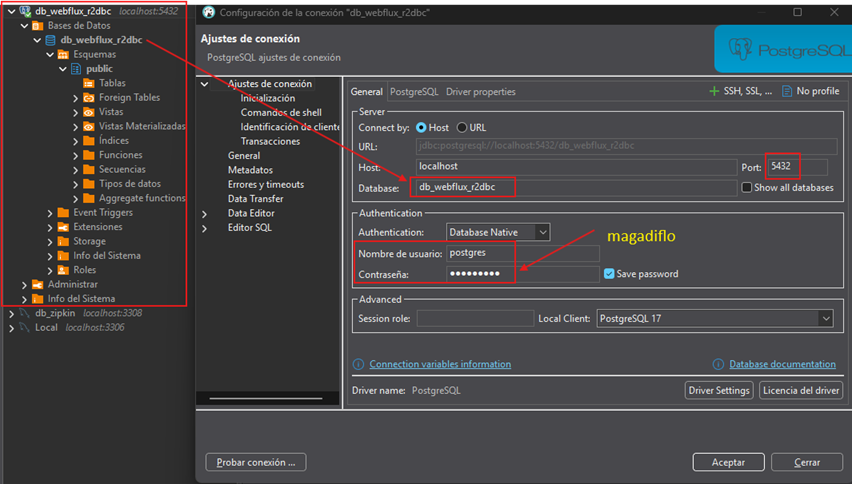 db_webflux_r2dbc localhost:5432
Bases de Datos
db_webflux_r2dbc
Esquemas
public
Tablas
Foreign Tables
Vistas
Vistas Materializadas
Índices
Funciones
Secuencias
Tipos de datos
Aggregate functions
Event Triggers
Extensiones
Storage
Info del Sistema
Roles
Administrar
Info del Sistema
db_zipkin localhost:3308
Local localhost:3306
Configuración de la conexión "db_webflux_r2dbc"
Ajustes de conexión
PostgreSQL ajustes de conexión
PostgreSQL
Ajustes de conexión
Inicialización
Comandos de shell
Identificación de cliente
Transacciones
General
Metadatos
Errores y timeouts
Data Transfer
Data Editor
Editor SQL
General PostgreSQL Driver properties
SSH, SSL, ... No profile
Server
Connect by: Host URL
URL: jdbc:postgresql://localhost:5432/db_webflux_r2dbc
Host: localhost Port: 5432
Database: db_webflux_r2dbc Show all databases
Authentication
Authentication: Database Native
magadiflo
Nombre de usuario: postgres
Contraseña: ●●●●●●●●● Save password
Advanced
Session role: Local Client: PostgreSQL 17
Connection variables information Database documentation
Driver name: PostgreSQL Driver Settings Licencia del driver
Probar conexión ... Aceptar Cerrar